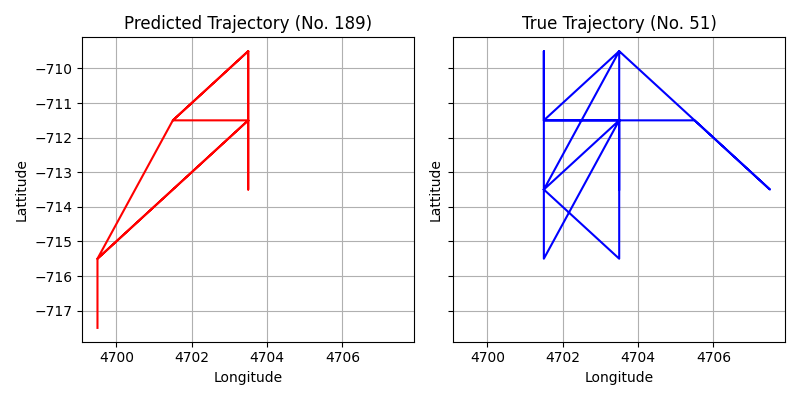 Predicted Trajectory (No. 189)
True Trajectory (No. 51)
−710
−711
−712
−713
−714
−715
−716
−717
Lattitude
Lattitude
4700 4702 4704 4706
4700 4702 4704 4706
Longitude
Longitude